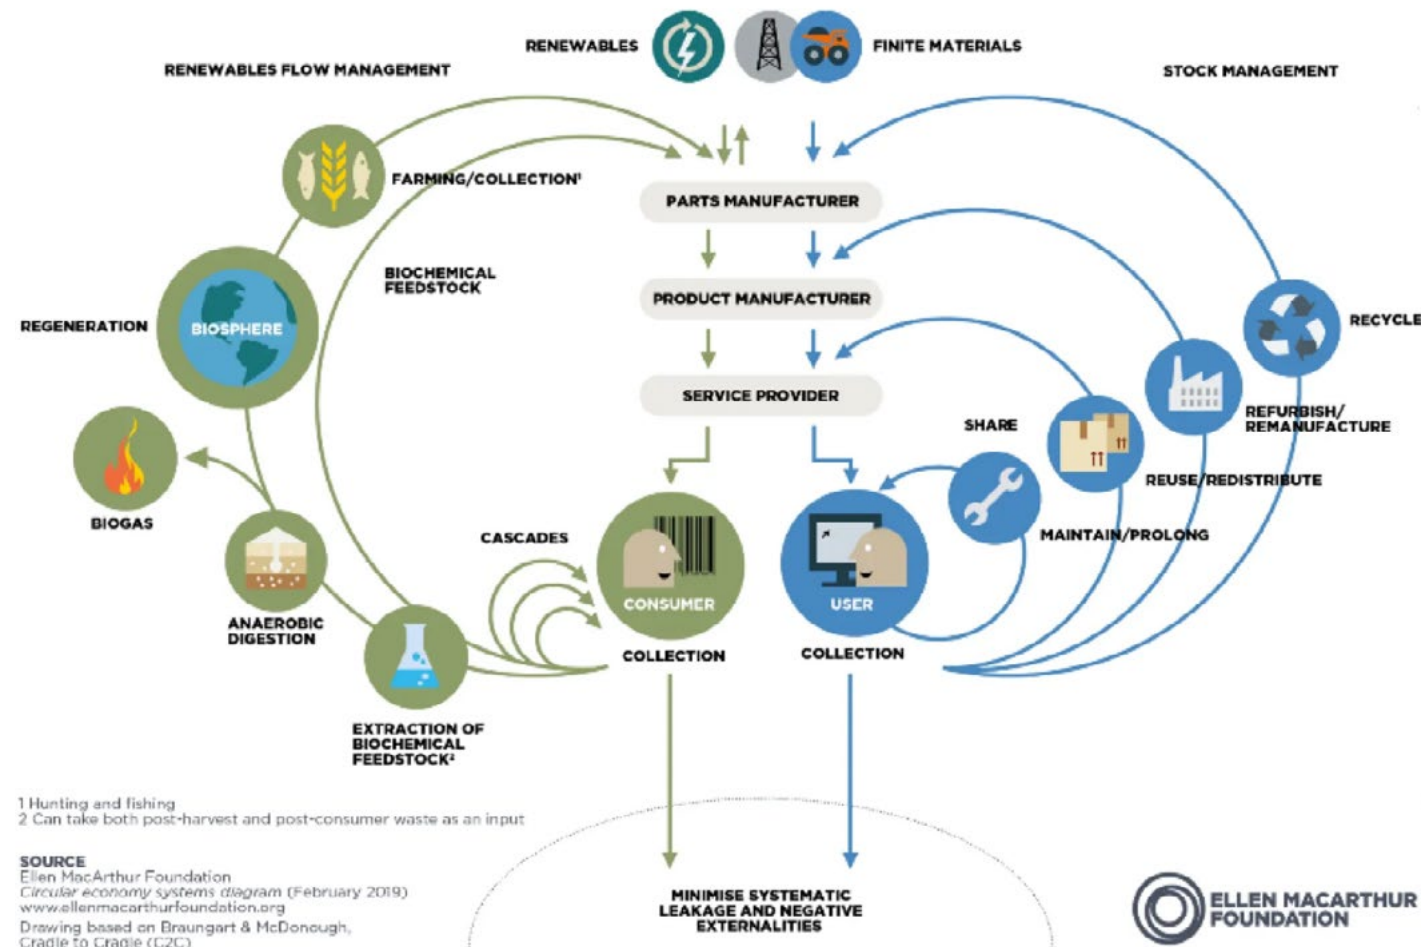 RENEWABLES
FINITE MATERIALS
RENEWABLES FLOW MANAGEMENT
STOCK MANAGEMENT
FARMING/COLLECTION¹
PARTS MANUFACTURER
BIOCHEMICAL
FEEDSTOCK
PRODUCT MANUFACTURER
REGENERATION
BIOSPHERE
RECYCLE
SERVICE PROVIDER
SHARE
REFURBISH/
REMANUFACTURE
REUSE/REDISTRIBUTE
BIOGAS
CASCADES
MAINTAIN/PROLONG
CONSUMER
USER
ANAEROBIC
DIGESTION
COLLECTION
COLLECTION
EXTRACTION OF
BIOCHEMICAL
FEEDSTOCK²
1 Hunting and fishing
2 Can take both post-harvest and post-consumer waste as an input
SOURCE
Ellen MacArthur Foundation
Circular economy systems diagram (February 2019)
www.ellenmacarthurfoundation.org
Drawing based on Braungart & McDonough,
Cradle to Cradle (C2C)
MINIMISE SYSTEMATIC
LEAKAGE AND NEGATIVE
EXTERNALITIES
ELLEN MACARTHUR
FOUNDATION